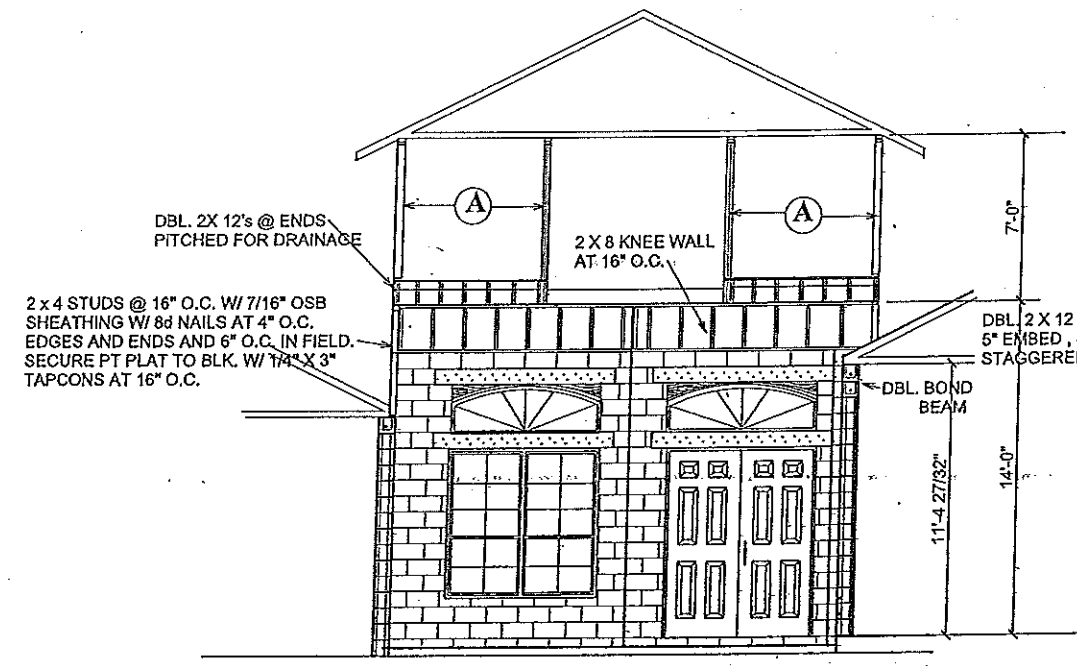 A
A
7'-0"
DBL. 2X 12's @ ENDS
PITCHED FOR DRAINAGE
2 X 8 KNEE WALL
AT 16" O.C.
2 x 4 STUDS @ 16" O.C. W/ 7/16" OSB
SHEATHING W/ 8d NAILS AT 4" O.C.
EDGES AND ENDS AND 6" O.C. IN FIELD.
SECURE PT PLAT TO BLK. W/ 1/4" X 3"
TAPCONS AT 16" O.C.
DBL. 2 X 12
5" EMBED ,
STAGGERE
DBL. BOND
BEAM
11'-4 27/32"
14'-0"